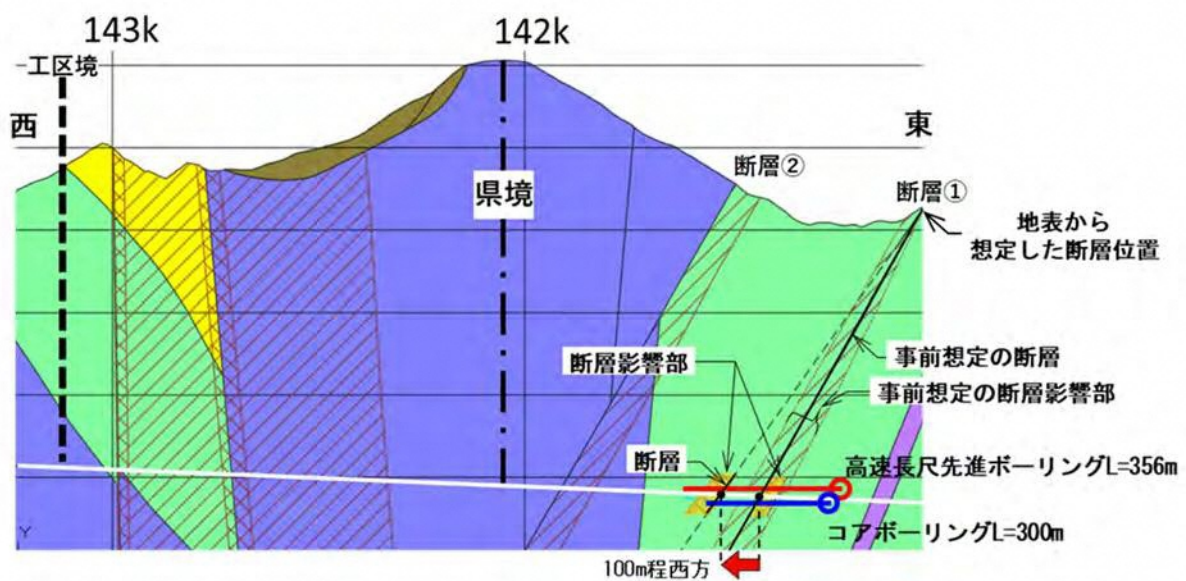 143k
142k
工区境
西
東
断層②
県境
断層①
地表から
想定した断層位置
断層影響部
事前想定の断層
事前想定の断層影響部
断層
高速長尺先進ボーリングL=356m
コアボーリングL=300m
100m程西方
Y